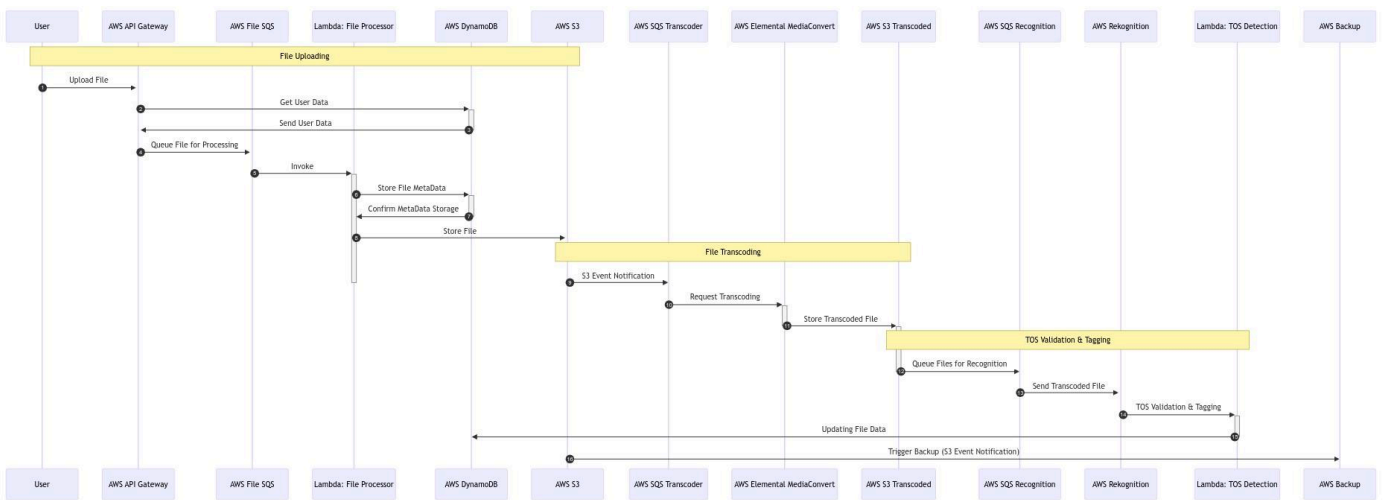 User AWS API Gateway AWS File SQS Lambda: File Processor AWS DynamoDB AWS S3 AWS SQS Transcoder AWS Elemental MediaConvert AWS S3 Transcoded AWS SQS Recognition AWS Rekognition Lambda: TOS Detection AWS Backup
File Uploading
Upload File
1
Get User Data
2
Send User Data
3
Queue File for Processing
4
Invoke
5
Store File MetaData
6
Confirm MetaData Storage
7
Store File
8
File Transcoding
S3 Event Notification
9
Request Transcoding
10
Store Transcoded File
11
TOS Validation & Tagging
Queue Files for Recognition
12
Send Transcoded File
13
TOS Validation & Tagging
14
Updating File Data
15
Trigger Backup (S3 Event Notification)
16
User AWS API Gateway AWS File SQS Lambda: File Processor AWS DynamoDB AWS S3 AWS SQS Transcoder AWS Elemental MediaConvert AWS S3 Transcoded AWS SQS Recognition AWS Rekognition Lambda: TOS Detection AWS Backup